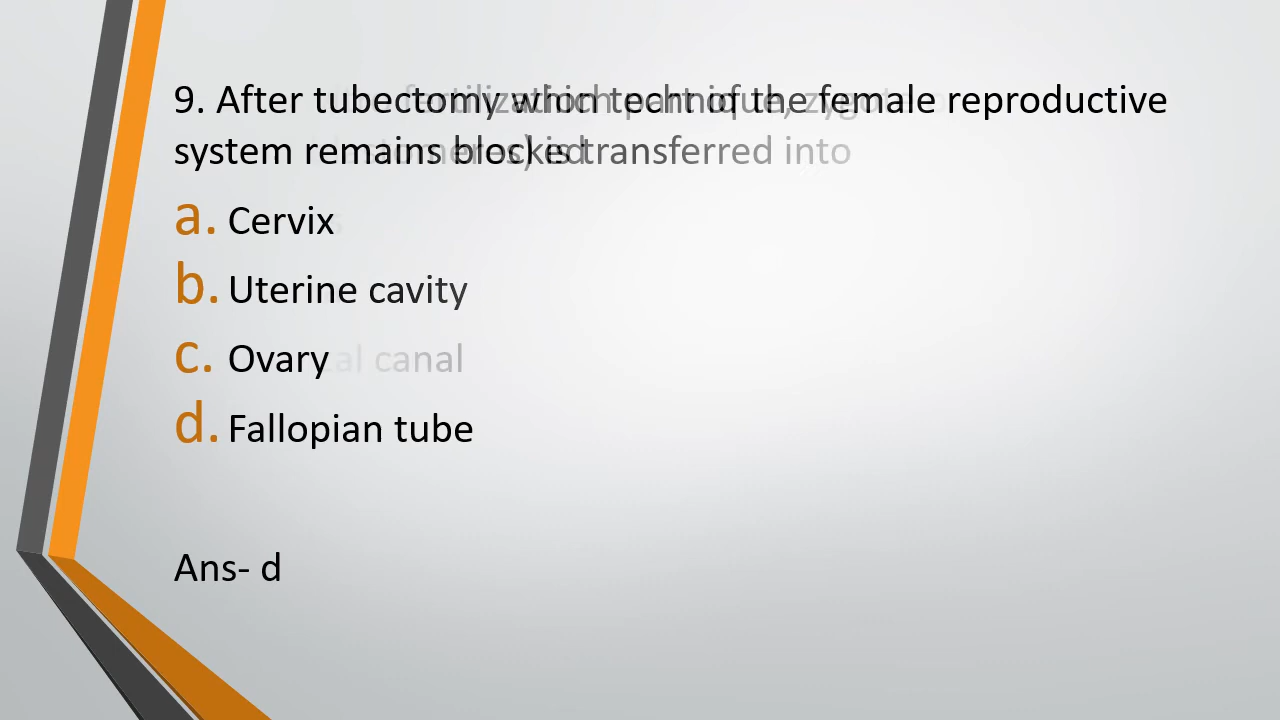 9. After tubectomy which part of the female reproductive
system remains blocked
a. Cervix
b. Uterine cavity
c. Ovary
d. Fallopian tube
Ans- d